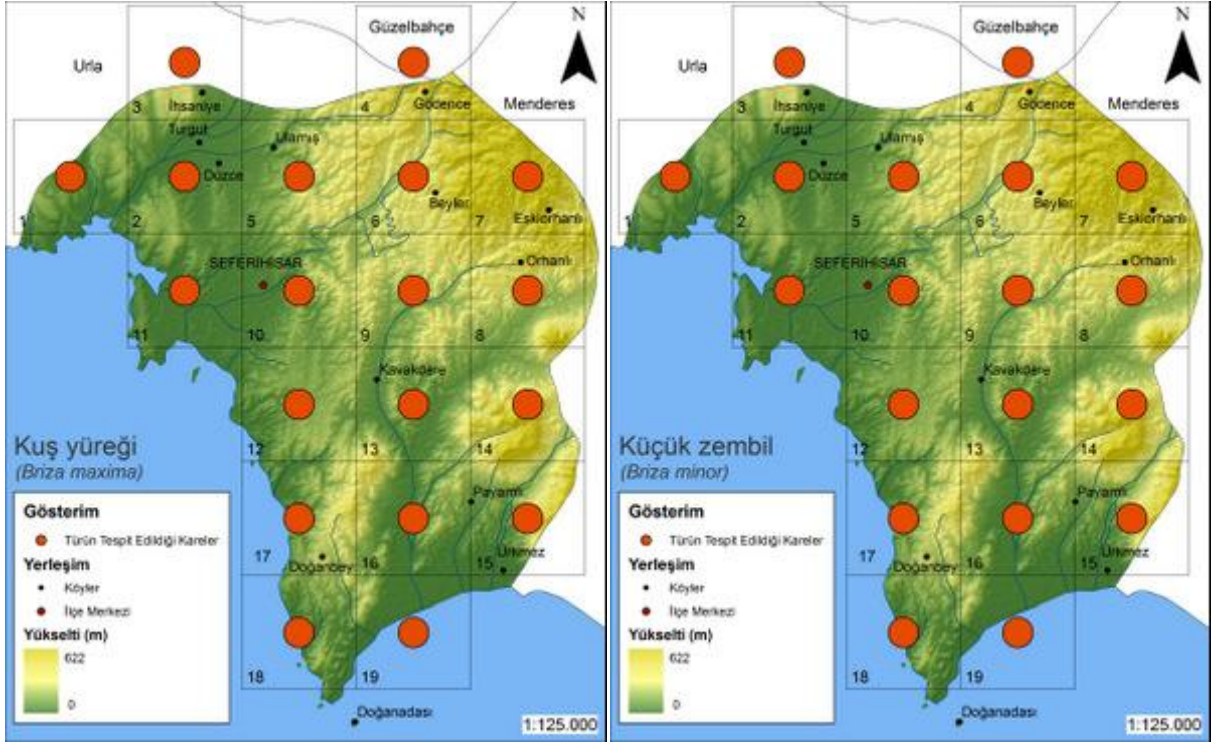 N
Güzelbahçe
Urla
Menderes
3
4
İhsaniye
Gödence
Turgut
Ulamış
Düzce
Beyler
Eskiorhanlı
1
2
5
6
7
SEFERİHİSAR
Orhanlı
11
10
9
8
Kavakdere
Kuş yüreği
(Briza maxima)
12
13
14
Payamlı
Gösterim
Türün Tespit Edildiği Kareler
Yerleşim
Köyler
İlçe Merkezi
Yükselti (m)
622
0
Doğanbey
Ürkmez
17
16
15
18
19
Doğanadası
1:125.000
N
Güzelbahçe
Urla
Menderes
3
4
İhsaniye
Gödence
Turgut
Ulamış
Düzce
Beyler
Eskiorhanlı
1
2
5
6
7
SEFERİHİSAR
Orhanlı
11
10
9
8
Kavakdere
Küçük zembil
(Briza minor)
12
13
14
Payamlı
Gösterim
Türün Tespit Edildiği Kareler
Yerleşim
Köyler
İlçe Merkezi
Yükselti (m)
622
0
Doğanbey
Ürkmez
17
16
15
18
19
Doğanadası
1:125.000